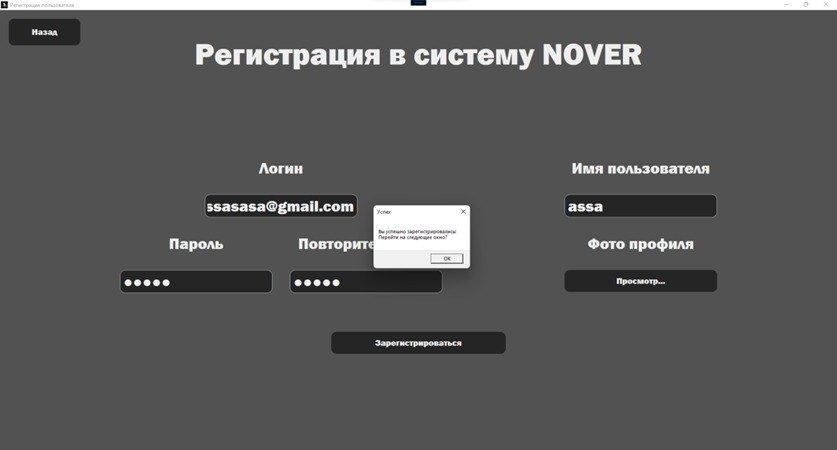 Регистрация пользователя
Назад
Регистрация в систему NOVER
Логин
Имя пользователя
ssasasa@gmail.com
assa
Успех
Вы успешно зарегистрировались!
Перейти на следующее окно?
OK
Пароль
Повторите
Фото профиля
Просмотр...
Зарегистрироваться